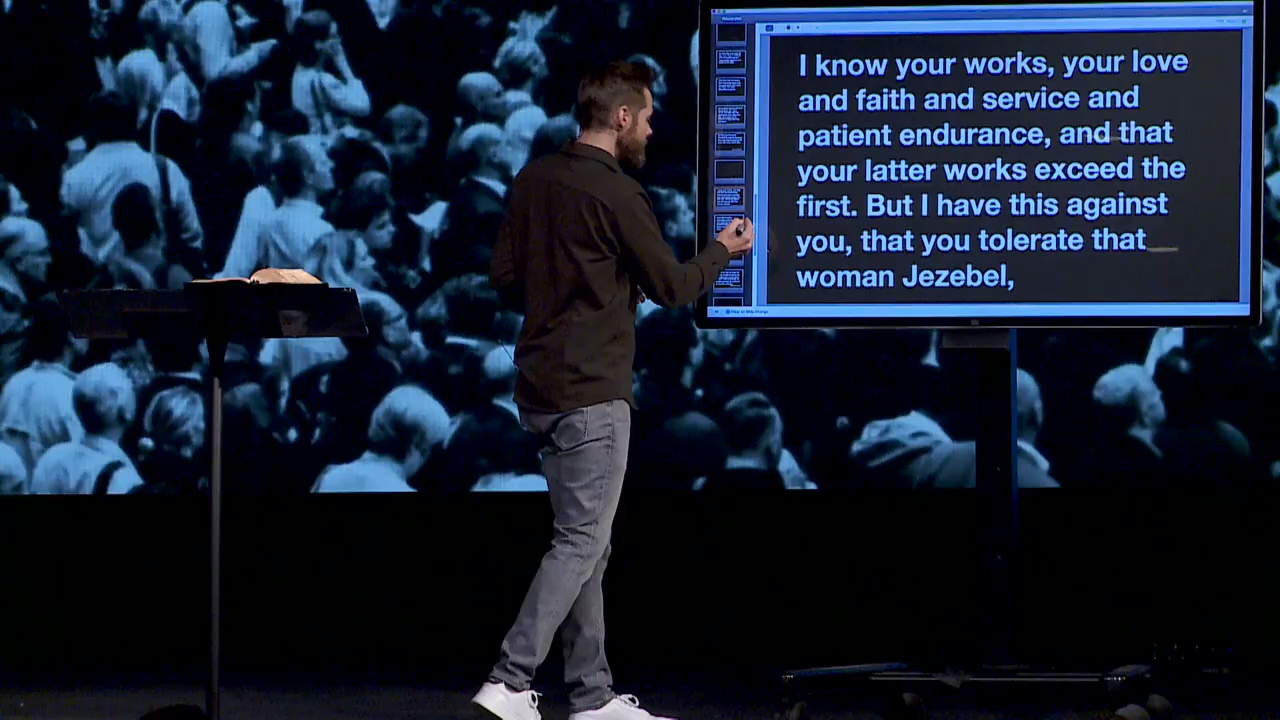 I know your works, your love
and faith and service and
patient endurance, and that
your latter works exceed the
first. But I have this against
you, that you tolerate that
woman Jezebel,